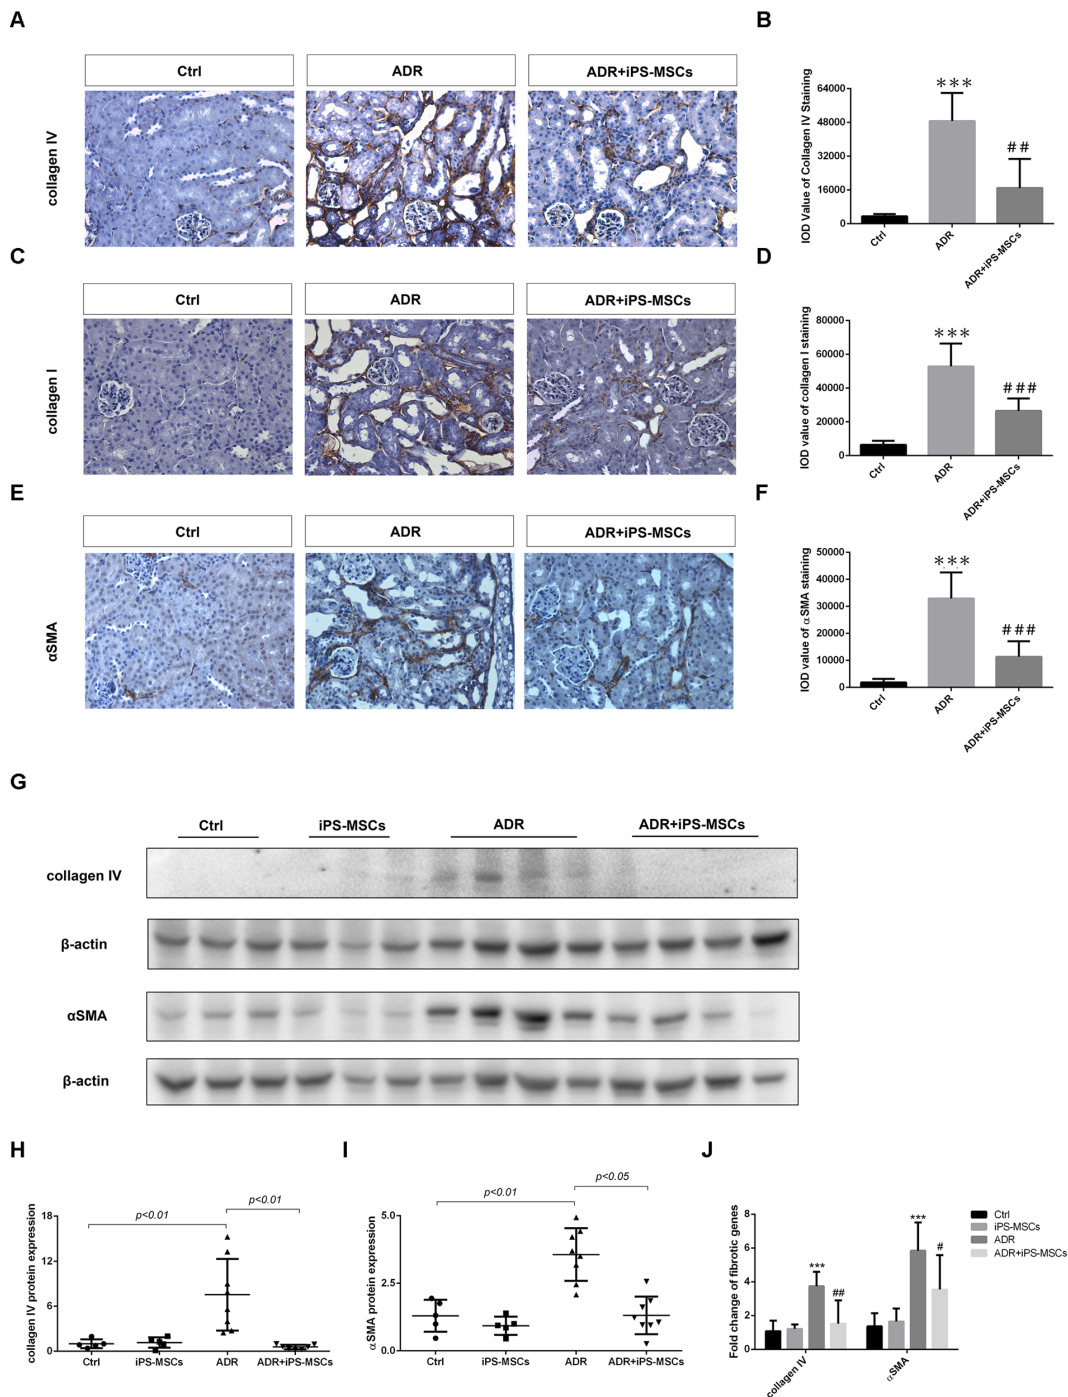 A
Ctrl
ADR
ADR+iPS-MSCs
collagen IV
B
IOD Value of Collagen IV Staining
64000
48000
32000
16000
0
***
##
Ctrl
ADR
ADR+iPS-MSCs
C
Ctrl
ADR
ADR+iPS-MSCs
collagen I
D
IOD value of collagen I staining
80000
60000
40000
20000
0
***
###
Ctrl
ADR
ADR+iPS-MSCs
E
Ctrl
ADR
ADR+iPS-MSCs
αSMA
F
IOD value of αSMA staining
50000
40000
30000
20000
10000
0
***
###
Ctrl
ADR
ADR+iPS-MSCs
G
Ctrl
iPS-MSCs
ADR
ADR+iPS-MSCs
collagen IV
β-actin
αSMA
β-actin
H
collagen IV protein expression
18
12
6
0
p<0.01
p<0.01
Ctrl
iPS-MSCs
ADR
ADR+iPS-MSCs
I
αSMA protein expression
5.0
2.5
0.0
p<0.01
p<0.05
Ctrl
iPS-MSCs
ADR
ADR+iPS-MSCs
J
Fold change of fibrotic genes
8
6
4
2
0
***
##
***
#
collagen IV
αSMA
Ctrl
iPS-MSCs
ADR
ADR+iPS-MSCs